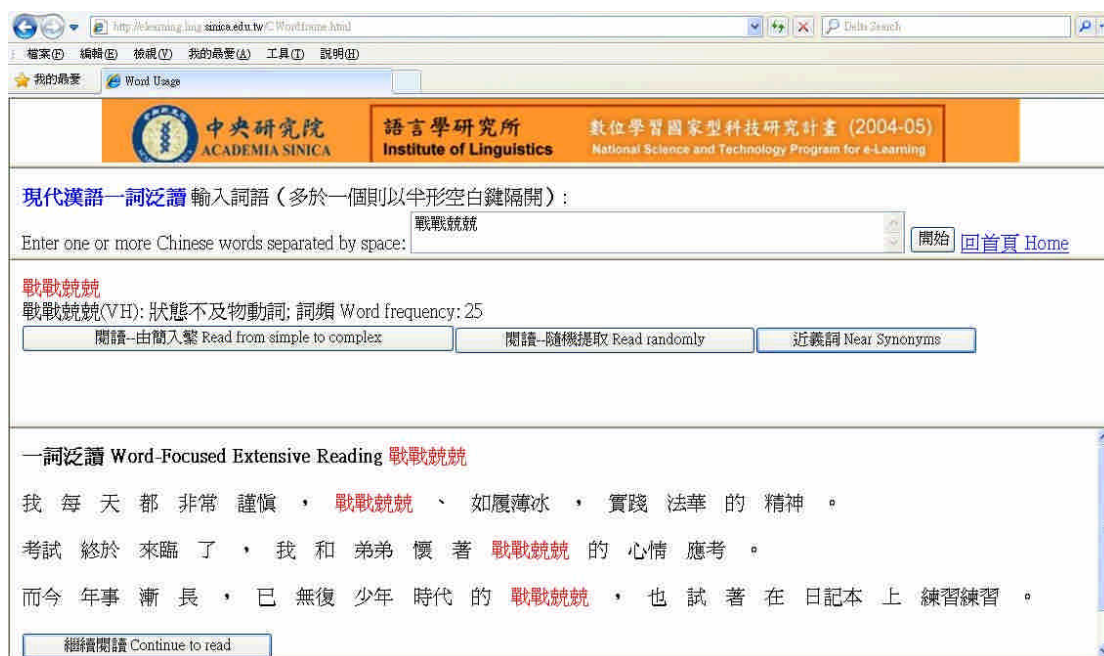 http://elearning.ling.sinica.edu.tw/CWordframe.html
檔案(F) 編輯(E) 檢視(V) 我的最愛(A) 工具(T) 說明(H)
我的最愛 Word Usage
中央研究院 語言學研究所 數位學習國家型科技研究計畫 (2004-05)
ACADEMIA SINICA Institute of Linguistics National Science and Technology Program for e-Learning
現代漢語一詞泛讀 輸入詞語(多於一個則以半形空白鍵隔開):
Enter one or more Chinese words separated by space: 戰戰兢兢 開始 回首頁 Home
戰戰兢兢
戰戰兢兢(VH): 狀態不及物動詞; 詞頻 Word frequency: 25
閱讀--由簡入繁 Read from simple to complex 閱讀--隨機提取 Read randomly 近義詞 Near Synonyms
一詞泛讀 Word-Focused Extensive Reading 戰戰兢兢
我 每 天 都 非常 謹慎 , 戰戰兢兢 、 如履薄冰 , 實踐 法華 的 精神 。
考試 終於 來臨 了 , 我 和 弟弟 懷 著 戰戰兢兢 的 心情 應考 。
而今 年事 漸 長 , 已 無復 少年 時代 的 戰戰兢兢 , 也 試 著 在 日記本 上 練習練習 。
繼續閱讀 Continue to read